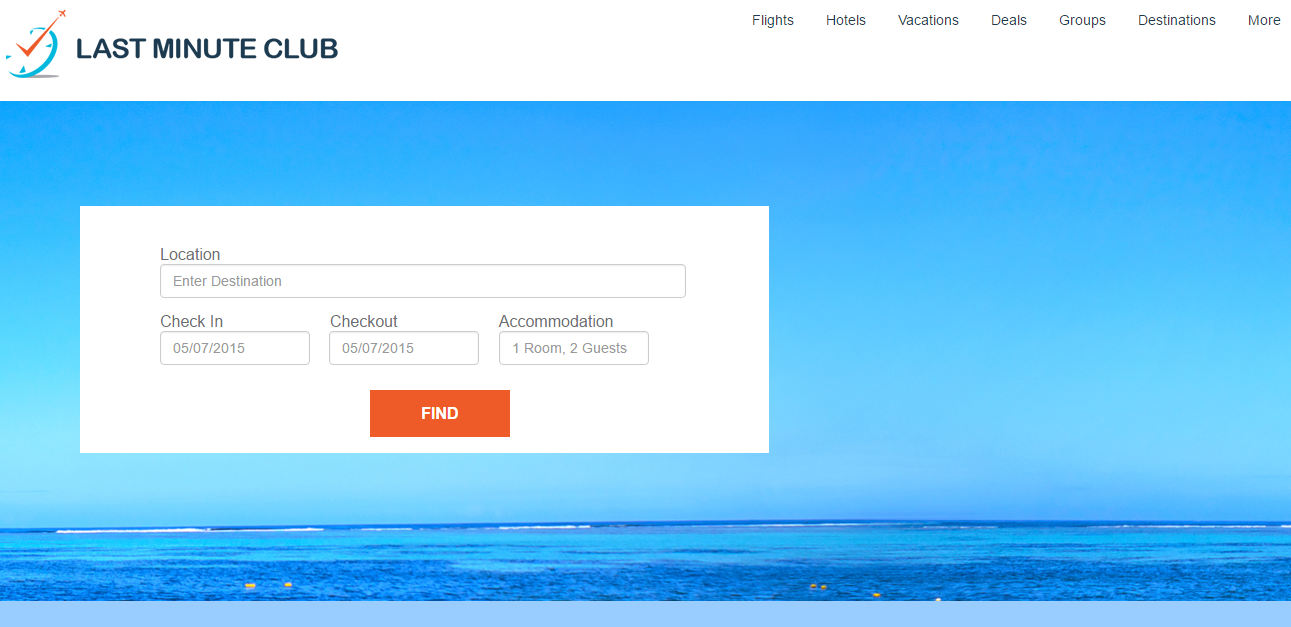 LAST MINUTE CLUB
Flights Hotels Vacations Deals Groups Destinations More
Location
Enter Destination
Check In Checkout Accommodation
05/07/2015 05/07/2015 1 Room, 2 Guests
FIND